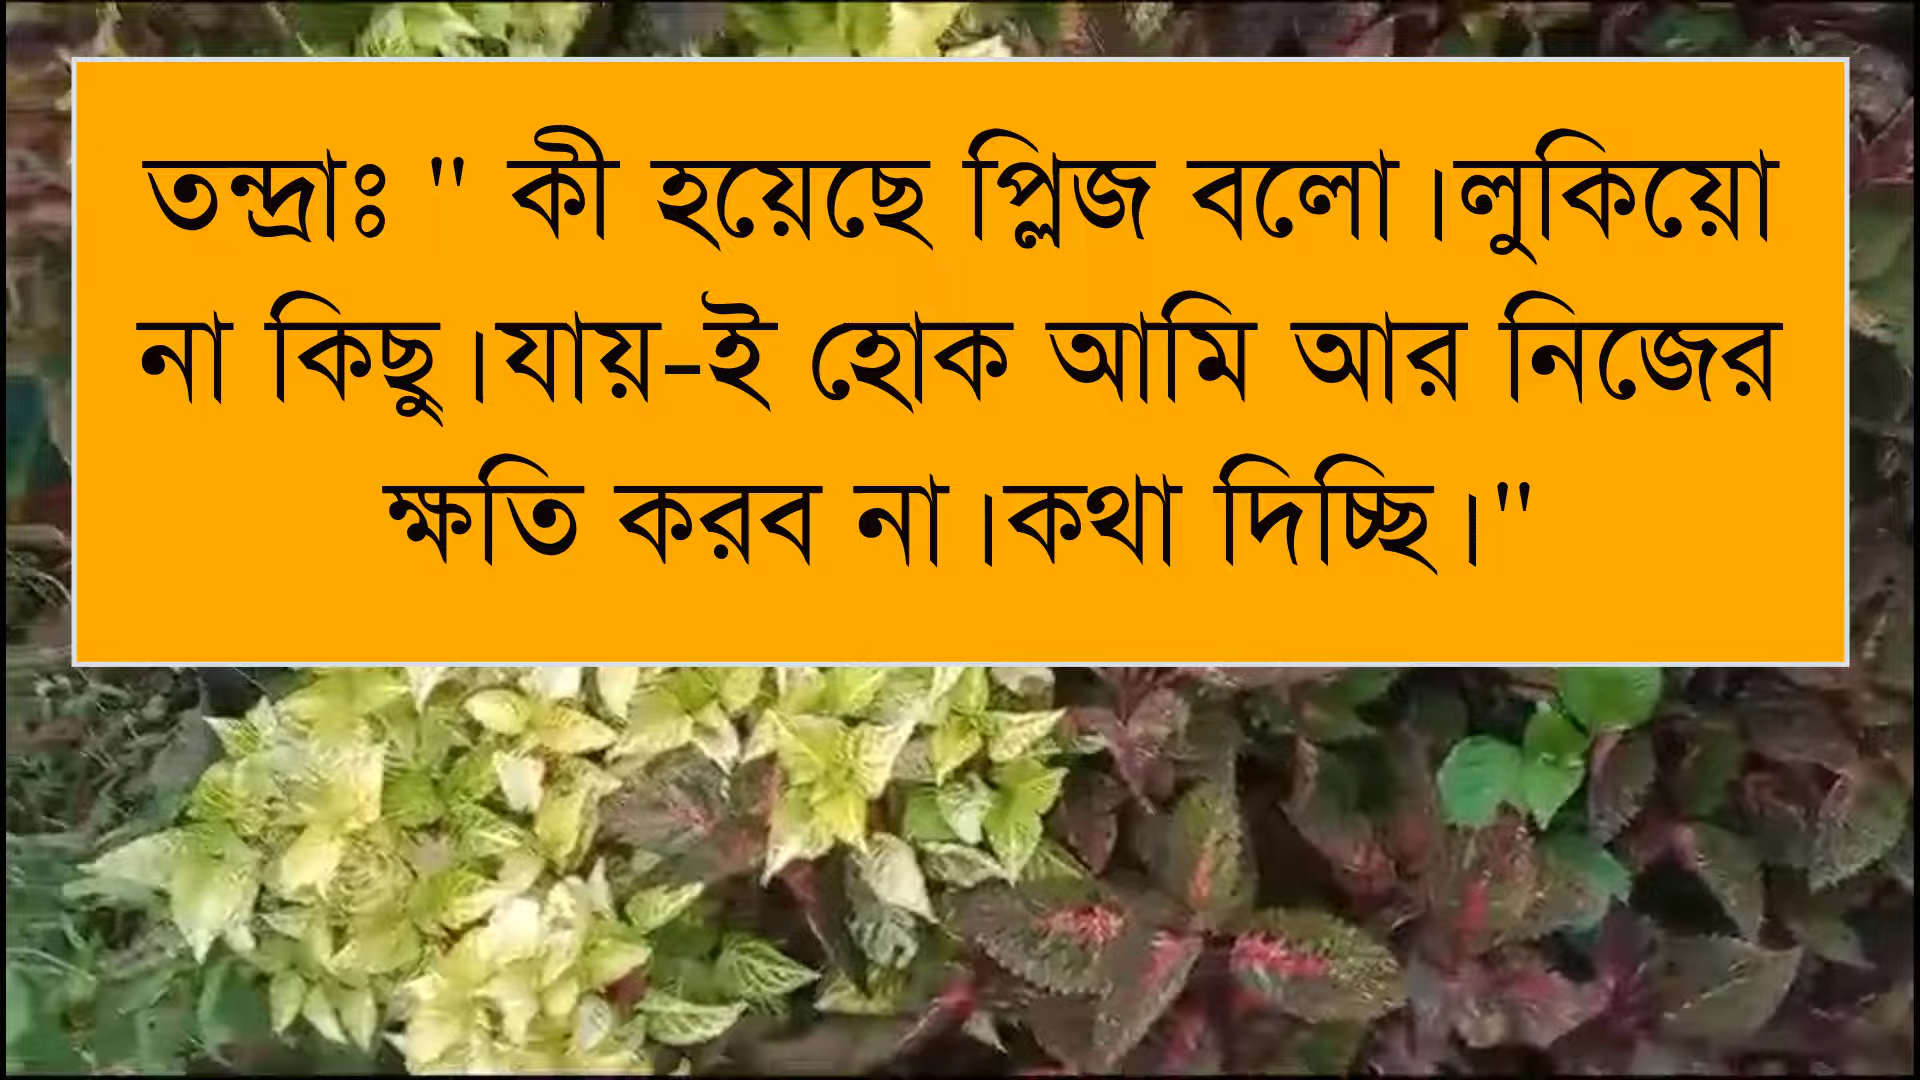 তন্দ্রাঃ " কী হয়েছে প্লিজ বলো।লুকিয়ো
না কিছু।যায়-ই হোক আমি আর নিজের
ক্ষতি করব না।কথা দিচ্ছি।"